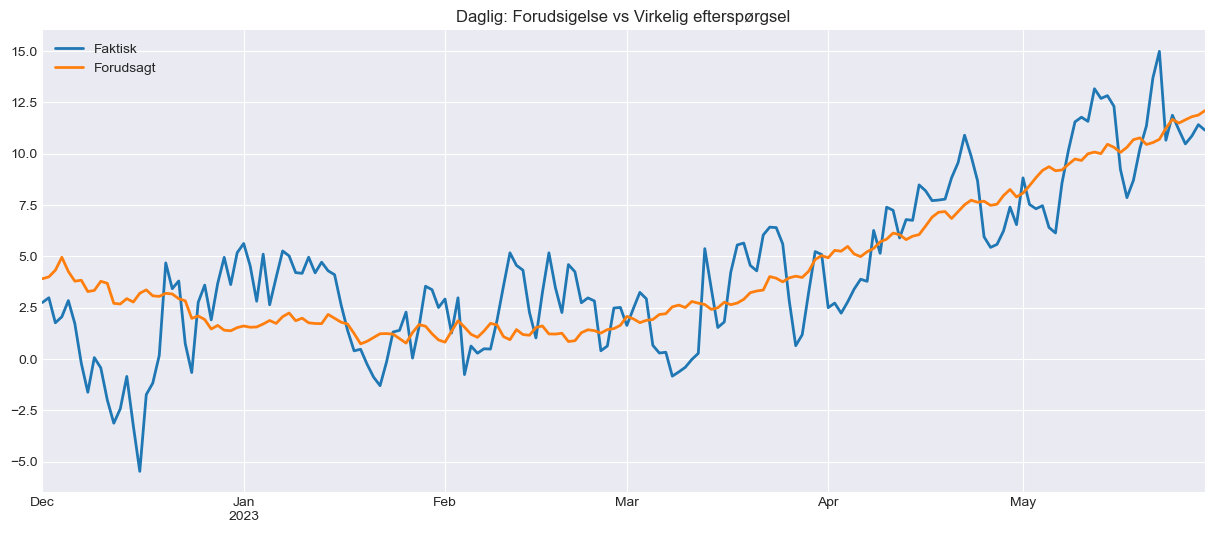 Daglig: Forudsigelse vs Virkelig efterspørgsel
Faktisk
Forudsagt
15.0
12.5
10.0
7.5
5.0
2.5
0.0
−2.5
−5.0
Dec
Jan
2023
Feb
Mar
Apr
May